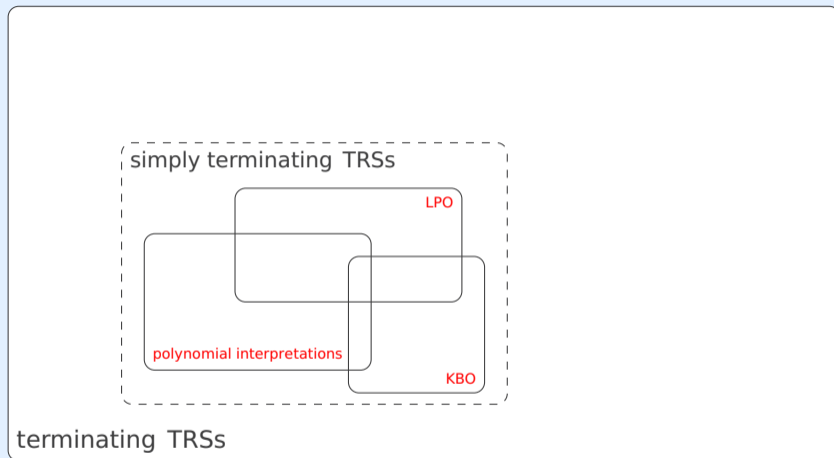 simply terminating TRSs
LPO
polynomial interpretations
KBO
terminating TRSs